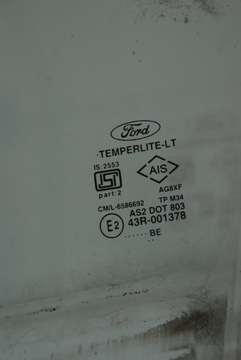 Ford
TEMPERLITE-LT
IS:2553
part:2
AIS
AG8XF
CM/L-6586692 TP M34
AS2 DOT 803
E2 43R-001378
...... BE